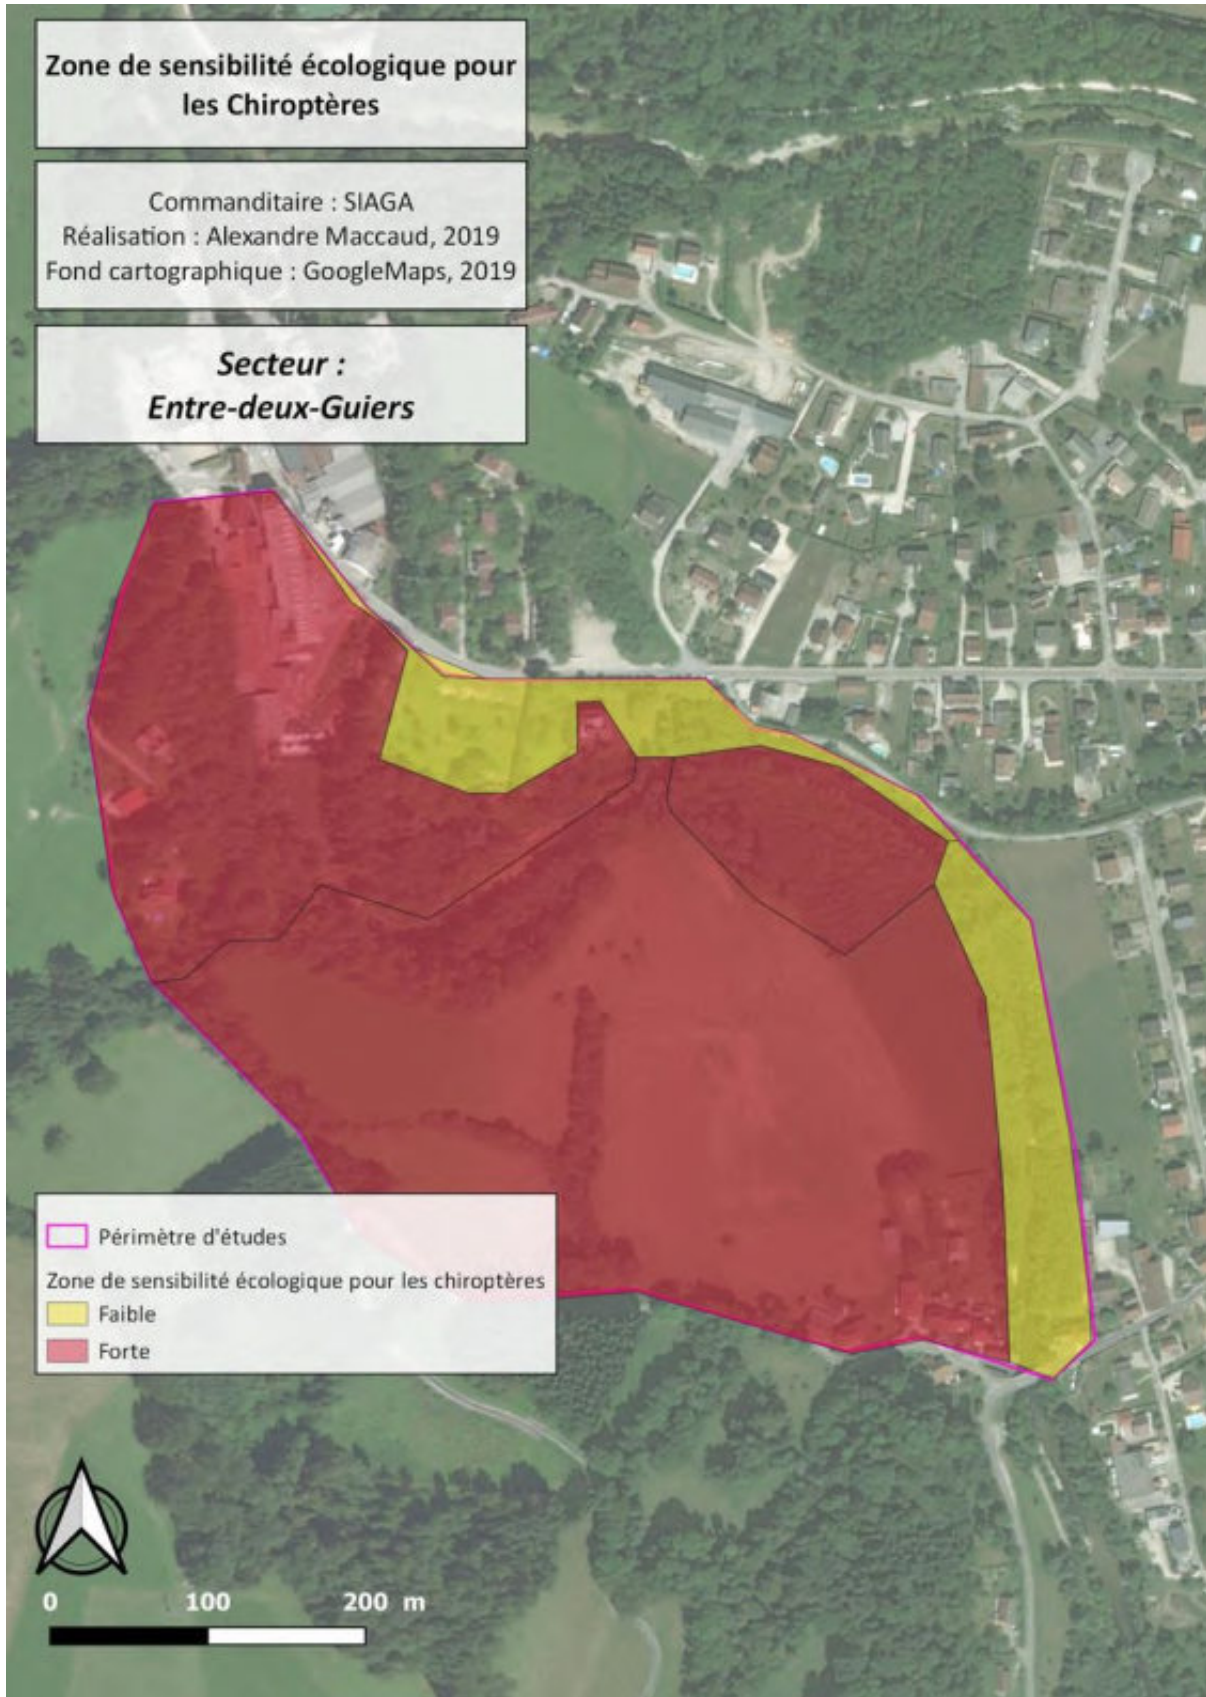 Zone de sensibilité écologique pour
les Chiroptères
Commanditaire : SIAGA
Réalisation : Alexandre Maccaud, 2019
Fond cartographique : GoogleMaps, 2019
Secteur :
Entre-deux-Guiers
Périmètre d'études
Zone de sensibilité écologique pour les chiroptères
Faible
Forte
0 100 200 m